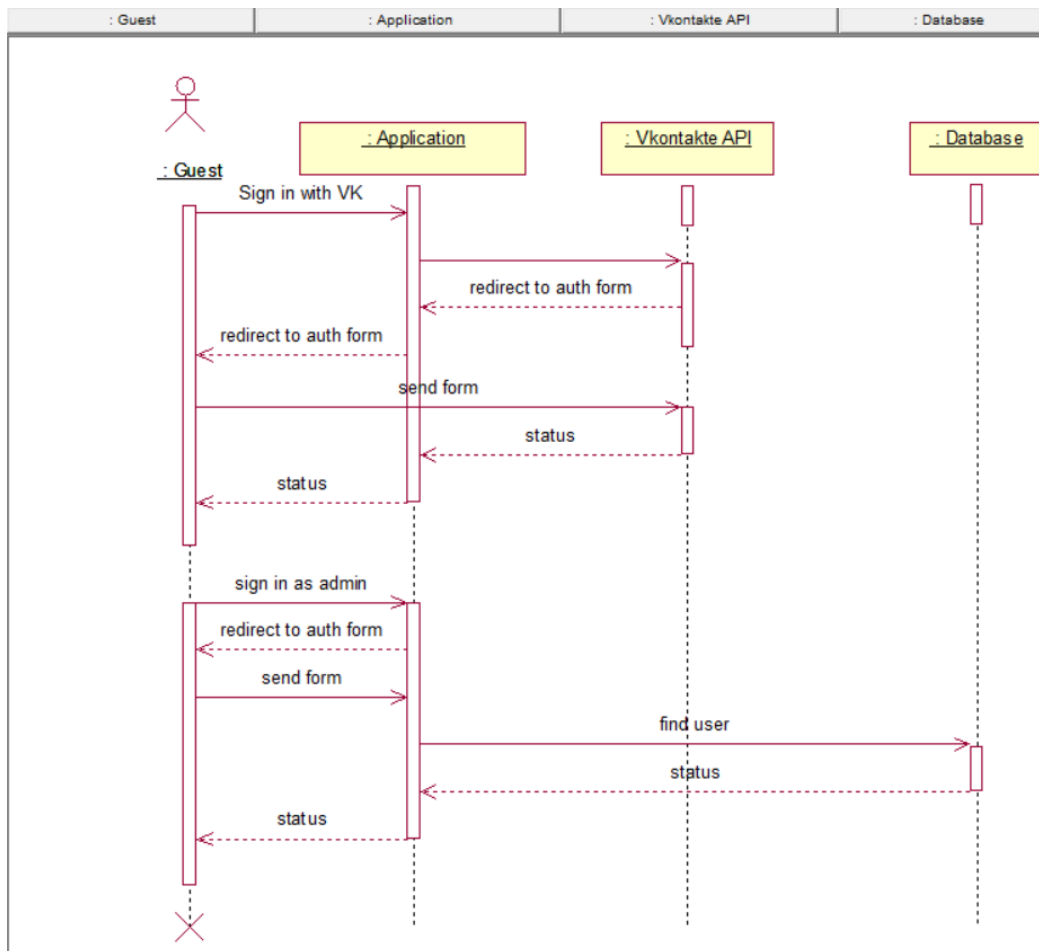 : Guest
: Application
: Vkontakte API
: Database
: Application
: Vkontakte API
: Database
: Guest
Sign in with VK
redirect to auth form
redirect to auth form
send form
status
status
sign in as admin
redirect to auth form
send form
find user
status
status